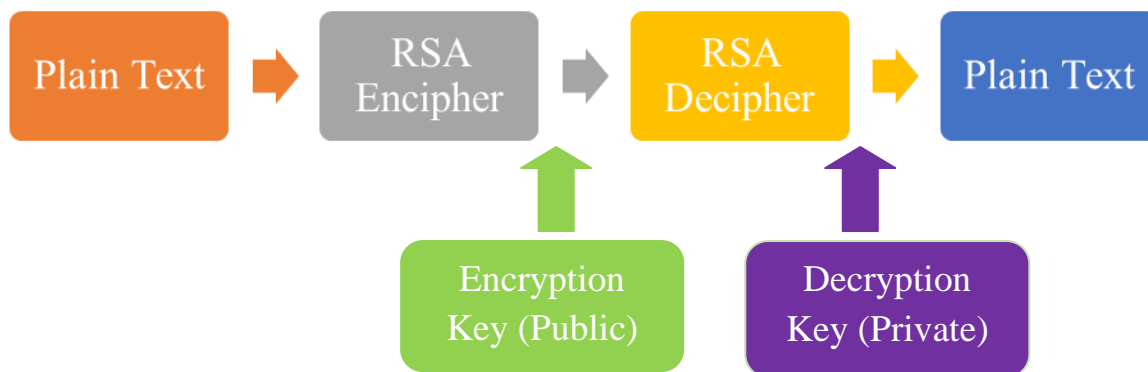 Plain Text
RSA
Encipher
RSA
Decipher
Plain Text
Encryption
Key (Public)
Decryption
Key (Private)